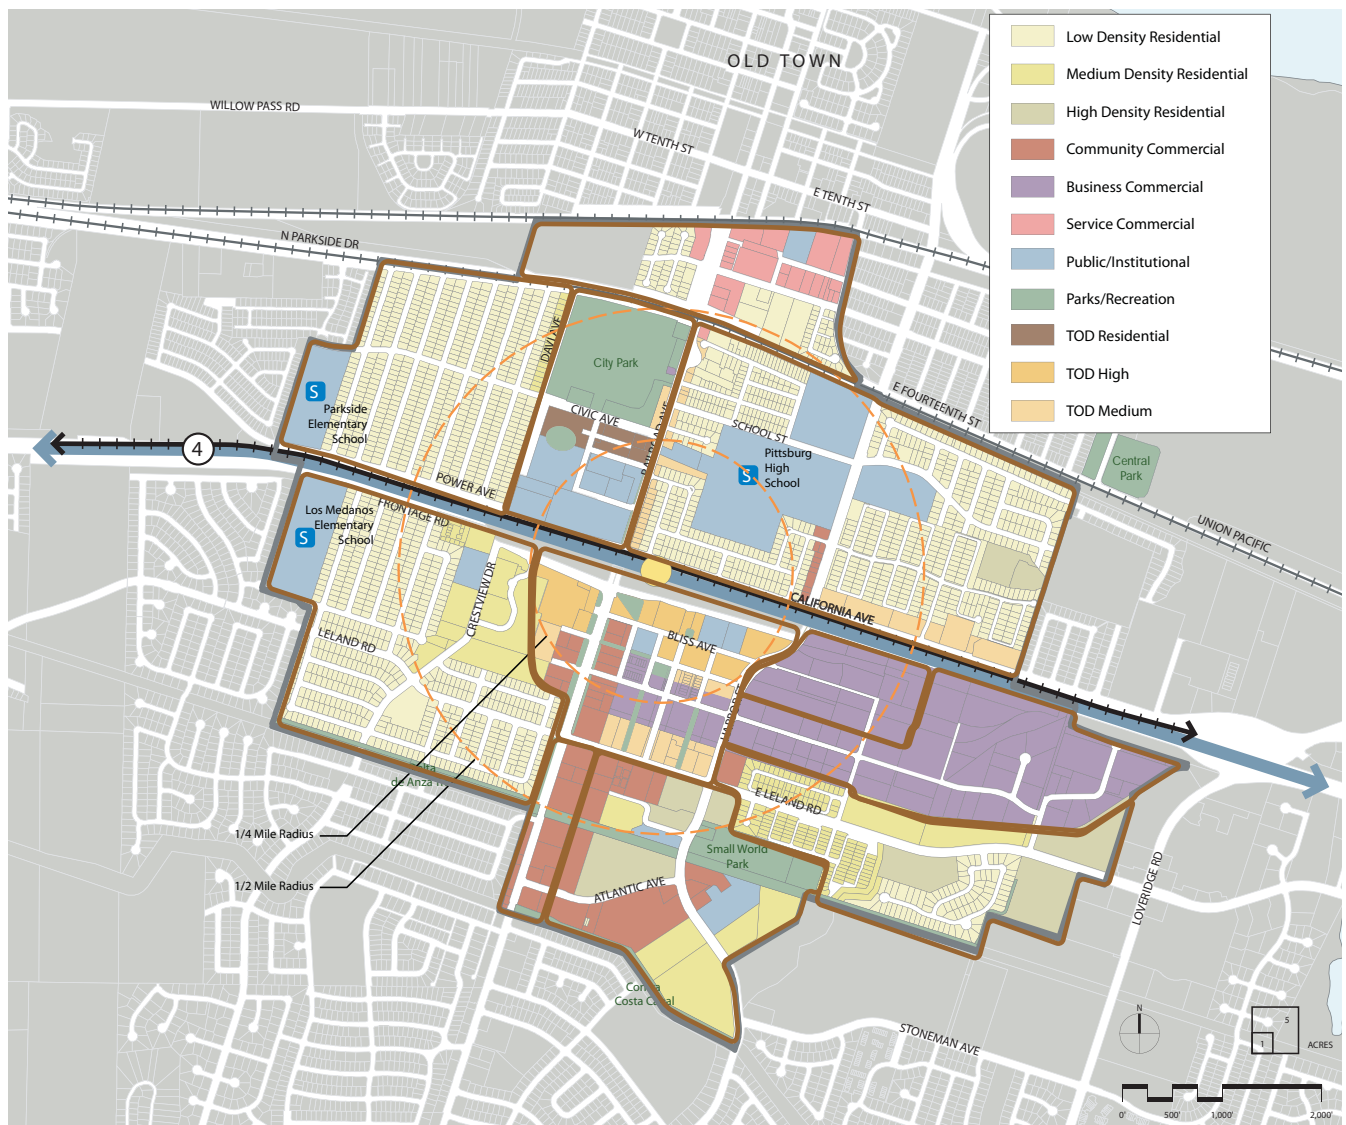 OLD TOWN
WILLOW PASS RD
W TENTH ST
E TENTH ST
N PARKSIDE DR
Low Density Residential
Medium Density Residential
High Density Residential
Community Commercial
Business Commercial
Service Commercial
Public/Institutional
Parks/Recreation
TOD Residential
TOD High
TOD Medium
DAVI AVE
City Park
CIVIC AVE
RAILROAD AVE
SCHOOL ST
E FOURTEENTH ST
S
Parkside
Elementary
School
S
Pittsburg
High
School
Central
Park
UNION PACIFIC
4
POWER AVE
FRONTAGE RD
S
Los Medanos
Elementary
School
CRESTVIEW DR
CALIFORNIA AVE
BLISS AVE
LELAND RD
de Anza
E LELAND RD
1/4 Mile Radius
1/2 Mile Radius
Small World
Park
ATLANTIC AVE
LOVERIDGE RD
Costa
STONEMAN AVE
N
5
1
ACRES
0'
500'
1,000'
2,000'